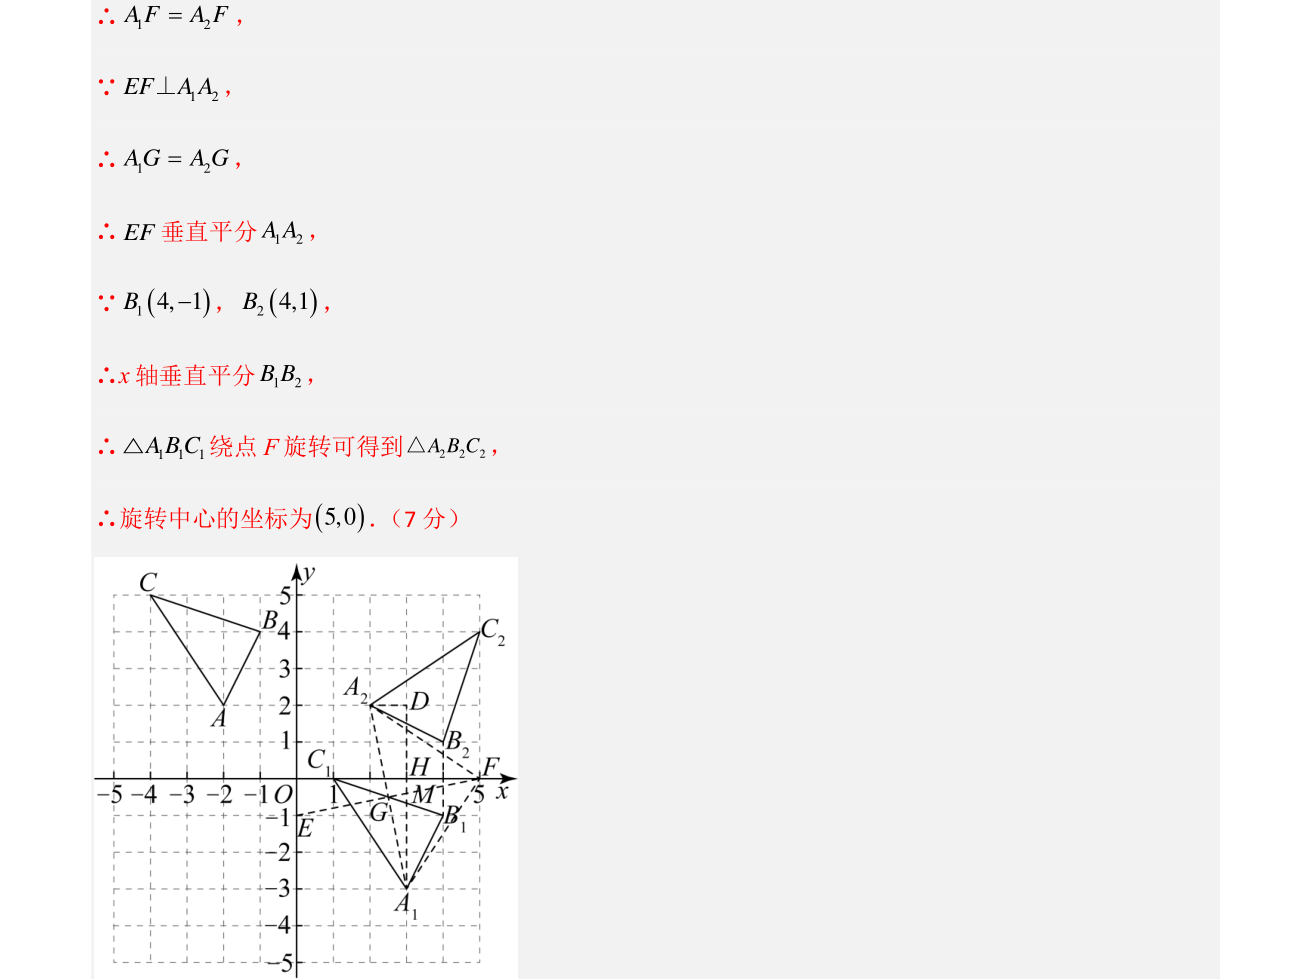 ∴ A₁F = A₂F，
∵ EF⊥A₁A₂，
∴ A₁G = A₂G，
∴ EF 垂直平分 A₁A₂，
∵ B₁(4,−1)， B₂(4,1)，
∴x 轴垂直平分 B₁B₂，
∴ △A₁B₁C₁ 绕点 F 旋转可得到 △A₂B₂C₂，
∴旋转中心的坐标为(5,0)．（7 分）
y
C
5
B 4
C₂
3
A₂
2
D
A
1
B₂
C₁
H
F
−5 −4 −3 −2 −1 O 1 M 5 x
G
−1
B₁
E
−2
−3
A₁
−4
−5